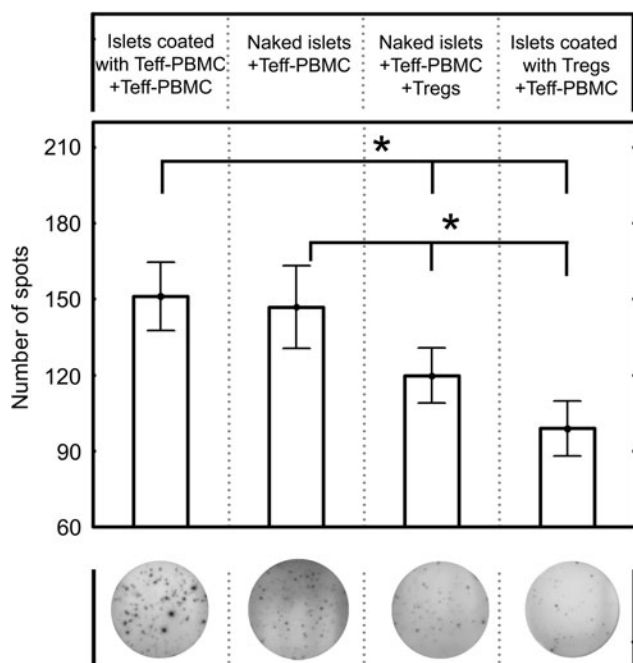 Islets coated
with Teff-PBMC
+Teff-PBMC
Naked islets
+Teff-PBMC
Naked islets
+Teff-PBMC
+Tregs
Islets coated
with Tregs
+Teff-PBMC
Number of spots
210
180
150
120
90
60
*
*